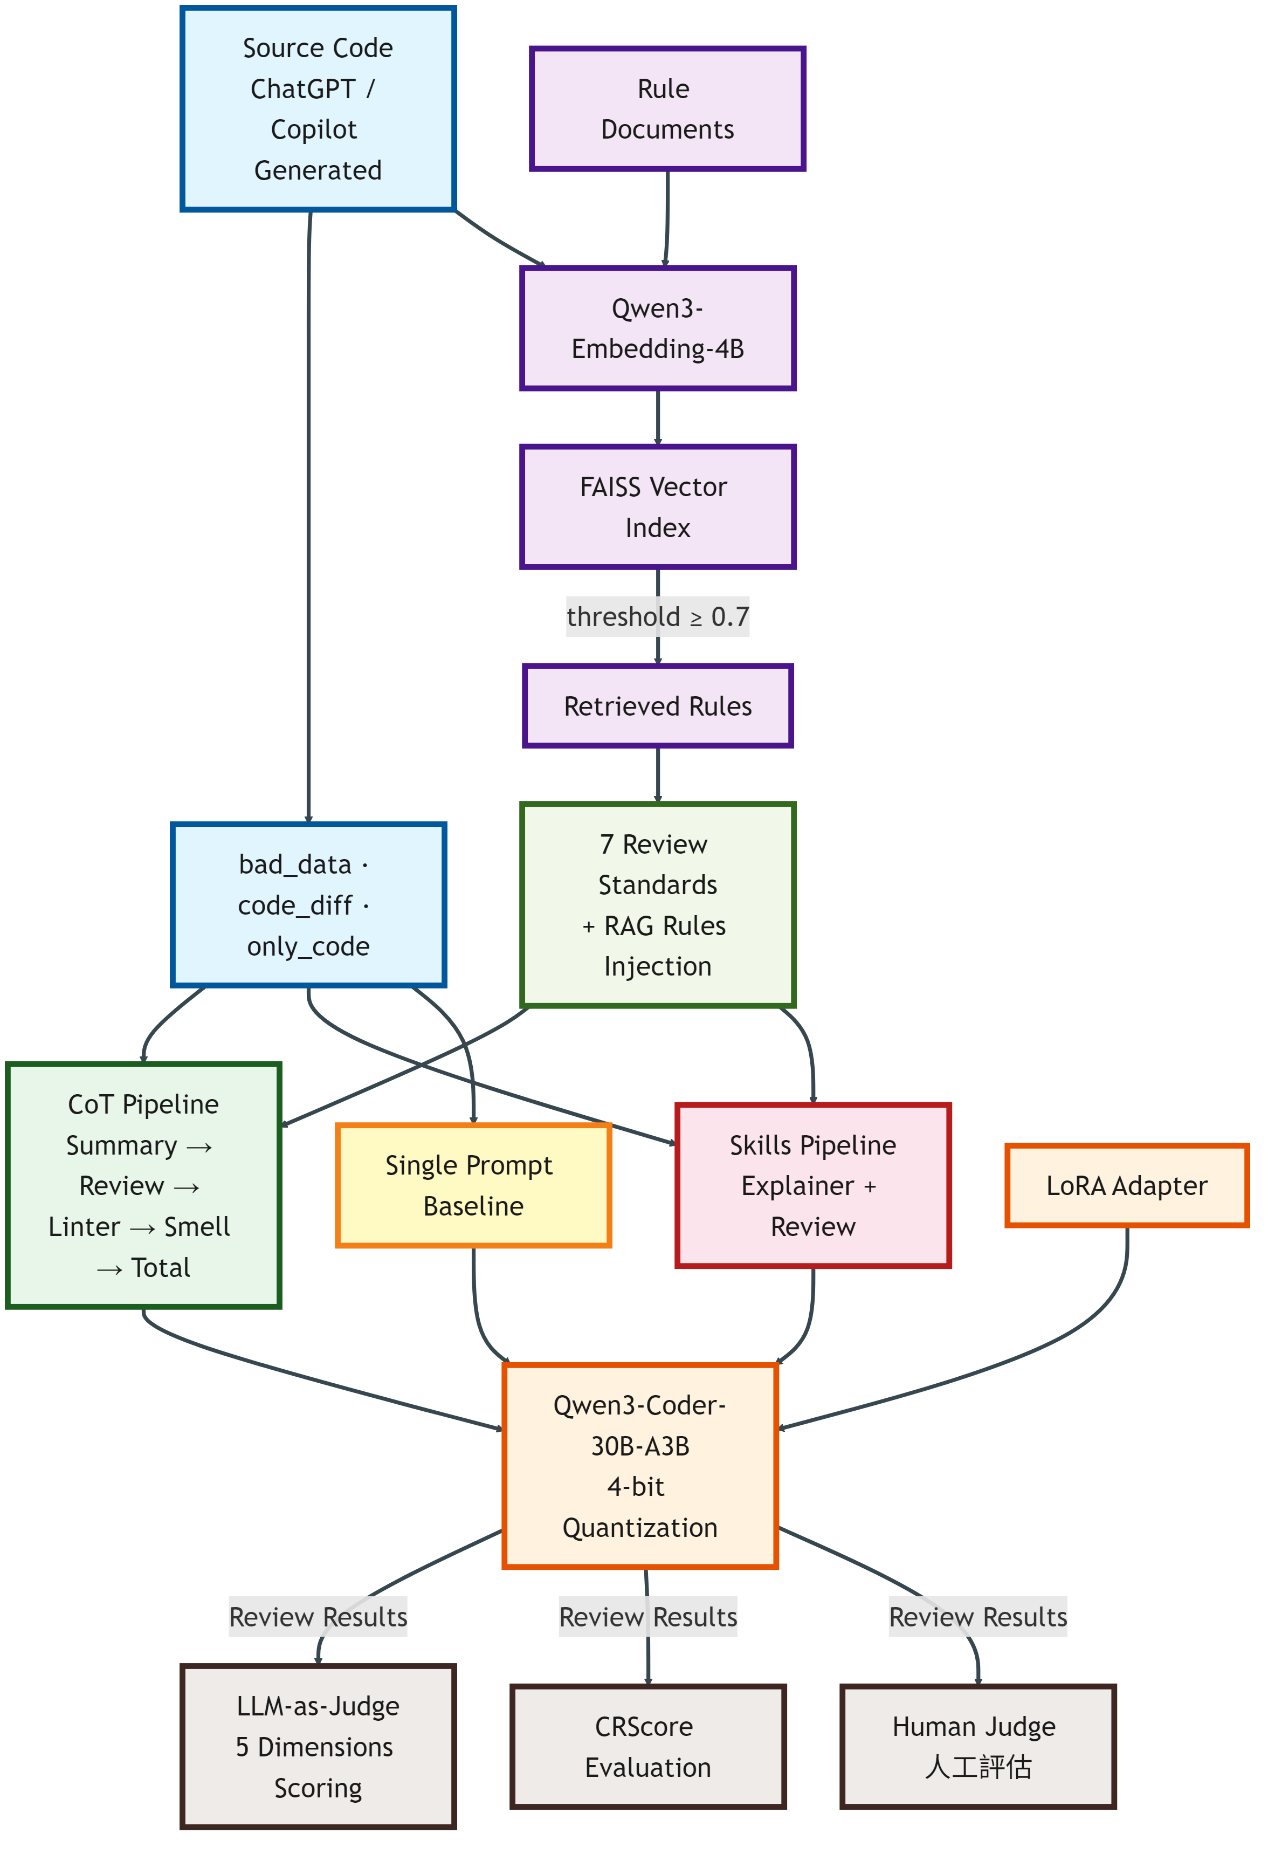 Source Code
ChatGPT /
Copilot
Generated
Rule
Documents
Qwen3-
Embedding-4B
FAISS Vector
Index
threshold ≥ 0.7
Retrieved Rules
bad_data ·
code_diff ·
only_code
7 Review
Standards
+ RAG Rules
Injection
CoT Pipeline
Summary →
Review →
Linter → Smell
→ Total
Single Prompt
Baseline
Skills Pipeline
Explainer +
Review
LoRA Adapter
Qwen3-Coder-
30B-A3B
4-bit
Quantization
Review Results
Review Results
Review Results
LLM-as-Judge
5 Dimensions
Scoring
CRScore
Evaluation
Human Judge
人工評估